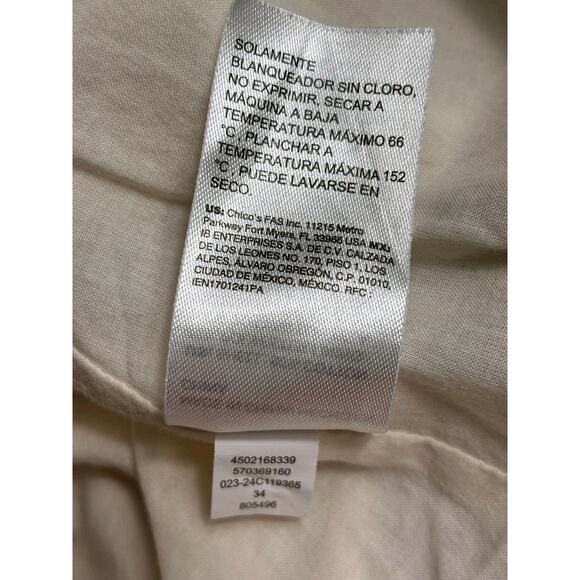 SOLAMENTE
BLANQUEADOR SIN CLORO,
NO EXPRIMIR, SECAR A
MÁQUINA A BAJA
TEMPERATURA MÁXIMO 66
°C. PLANCHAR A
TEMPERATURA MÁXIMA 152
°C. PUEDE LAVARSE EN
SECO.
US: Chico's FAS Inc. 11215 Metro
Parkway Fort Myers, FL 33966 USA MX:
IB ENTERPRISES S.A. DE C.V. CALZADA
DE LOS LEONES NO. 170, PISO 1, LOS
ALPES, ÁLVARO OBREGÓN, C.P. 01010,
CIUDAD DE MÉXICO, MÉXICO. RFC :
IEN1701241PA
4502168339
570369160
023-24C119365
34
805496